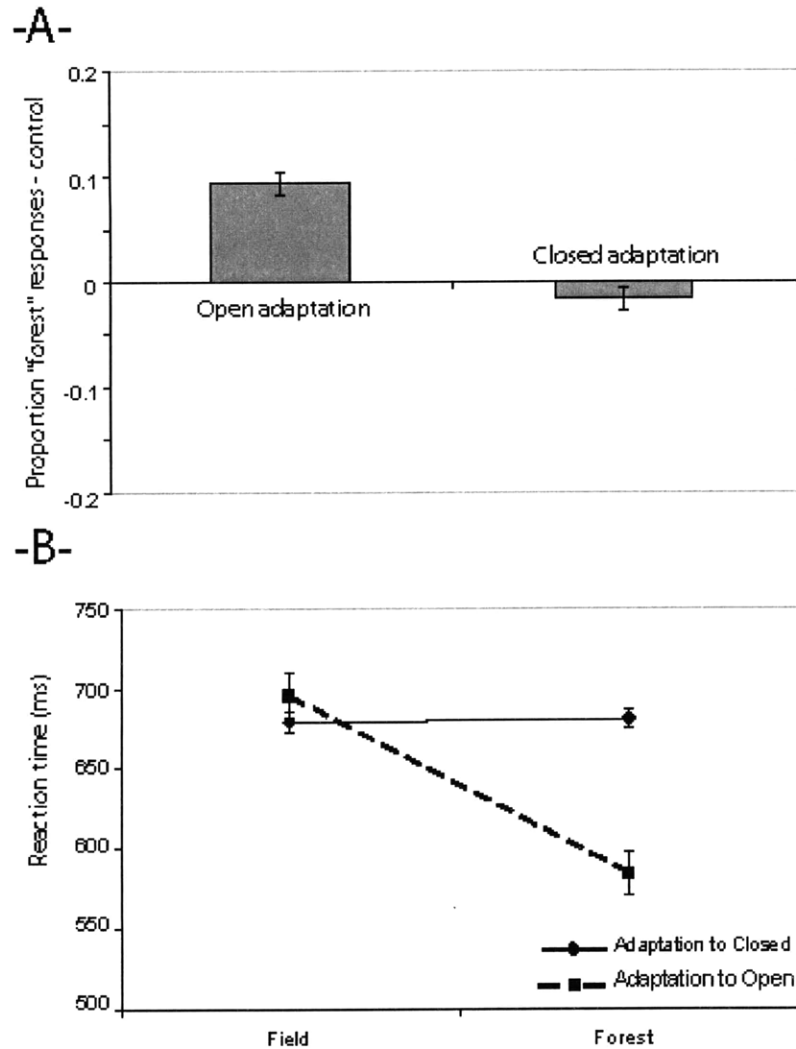 -A-
0.2
0.1
0
-0.1
-0.2
Proportion "forest" responses - control
Open adaptation
Closed adaptation
-B-
750
700
650
600
550
500
Reaction time (ms)
Adaptation to Closed
Adaptation to Open
Field
Forest